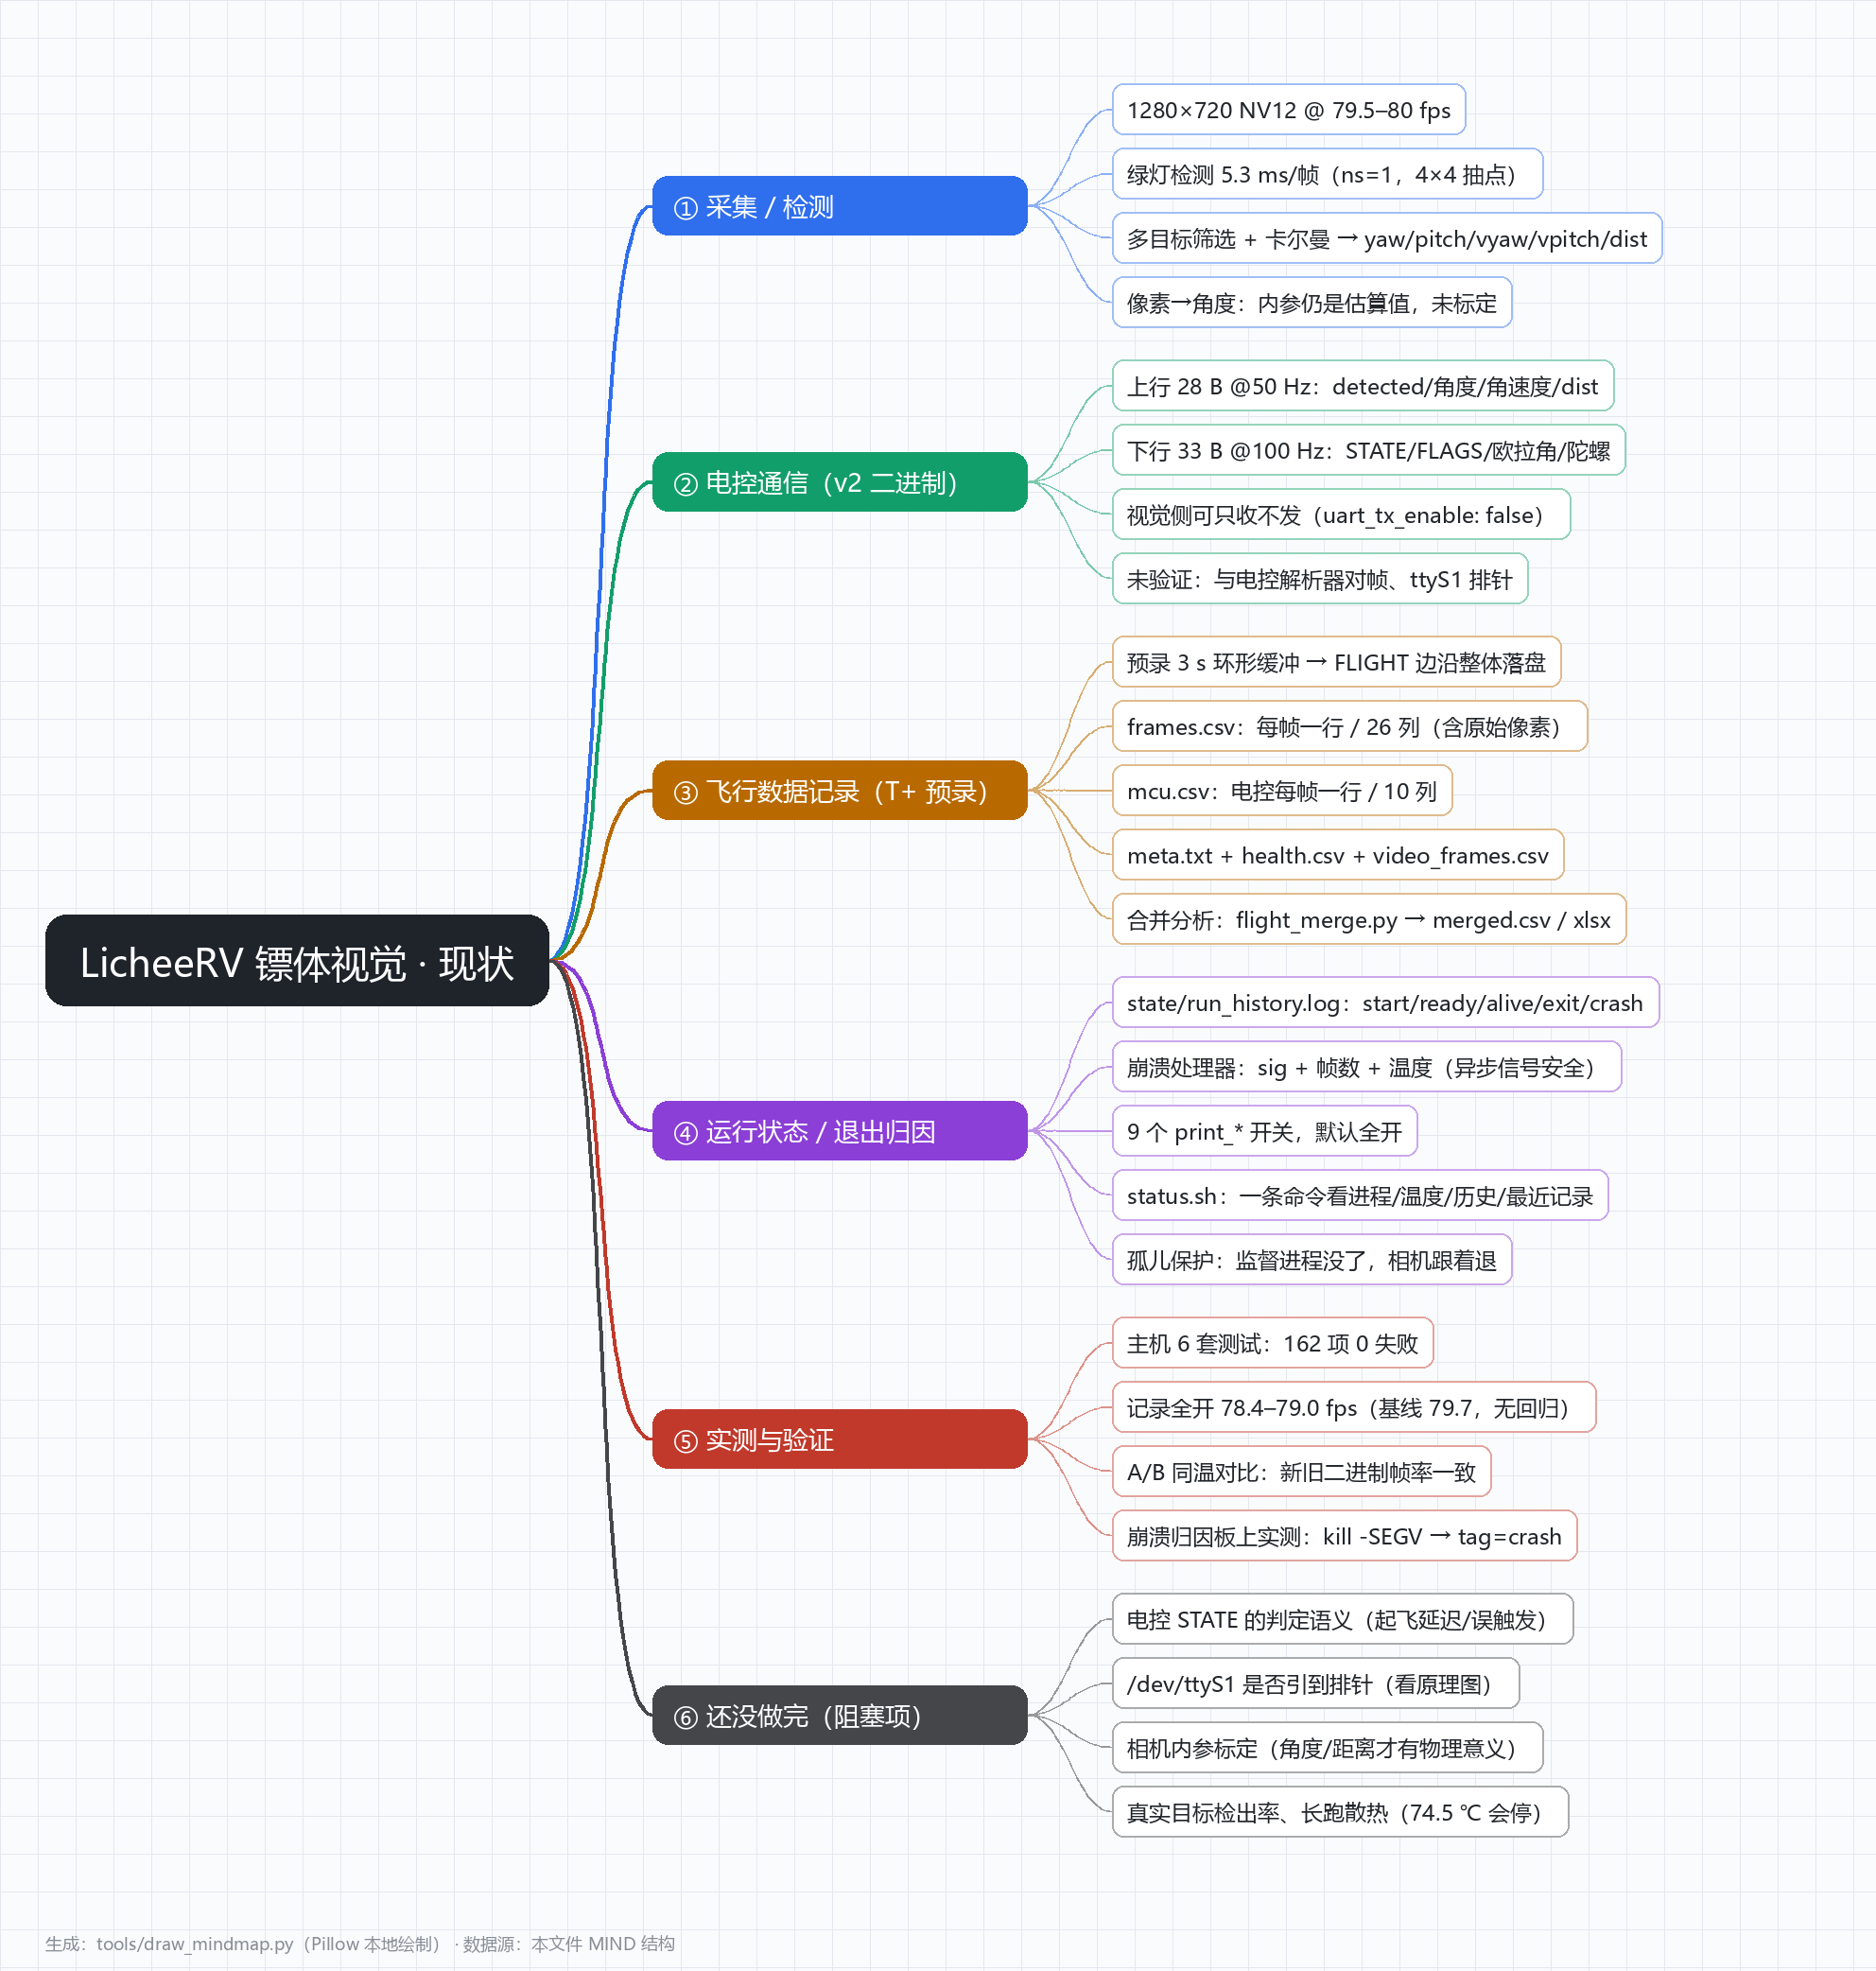 LicheeRV 镖体视觉 · 现状
① 采集 / 检测
1280×720 NV12 @ 79.5–80 fps
绿灯检测 5.3 ms/帧（ns=1，4×4 抽点）
多目标筛选 + 卡尔曼 → yaw/pitch/vyaw/vpitch/dist
像素→角度：内参仍是估算值，未标定
② 电控通信（v2 二进制）
上行 28 B @50 Hz：detected/角度/角速度/dist
下行 33 B @100 Hz：STATE/FLAGS/欧拉角/陀螺
视觉侧可只收不发（uart_tx_enable: false）
未验证：与电控解析器对帧、ttyS1 排针
③ 飞行数据记录（T+ 预录）
预录 3 s 环形缓冲 → FLIGHT 边沿整体落盘
frames.csv：每帧一行 / 26 列（含原始像素）
mcu.csv：电控每帧一行 / 10 列
meta.txt + health.csv + video_frames.csv
合并分析：flight_merge.py → merged.csv / xlsx
④ 运行状态 / 退出归因
state/run_history.log：start/ready/alive/exit/crash
崩溃处理器：sig + 帧数 + 温度（异步信号安全）
9 个 print_* 开关，默认全开
status.sh：一条命令看进程/温度/历史/最近记录
孤儿保护：监督进程没了，相机跟着退
⑤ 实测与验证
主机 6 套测试：162 项 0 失败
记录全开 78.4–79.0 fps（基线 79.7，无回归）
A/B 同温对比：新旧二进制帧率一致
崩溃归因板上实测：kill -SEGV → tag=crash
⑥ 还没做完（阻塞项）
电控 STATE 的判定语义（起飞延迟/误触发）
/dev/ttyS1 是否引到排针（看原理图）
相机内参标定（角度/距离才有物理意义）
真实目标检出率、长跑散热（74.5 ℃ 会停）
生成：tools/draw_mindmap.py（Pillow 本地绘制） · 数据源：本文件 MIND 结构